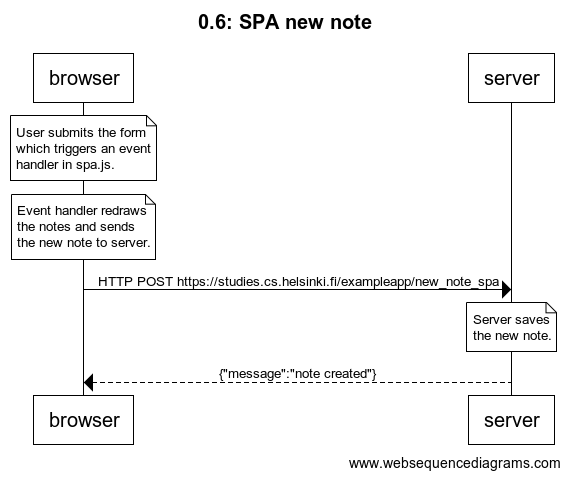 0.6: SPA new note
browser
server
User submits the form
which triggers an event
handler in spa.js.
Event handler redraws
the notes and sends
the new note to server.
HTTP POST https://studies.cs.helsinki.fi/exampleapp/new_note_spa
Server saves
the new note.
{"message":"note created"}
browser
server
www.websequencediagrams.com